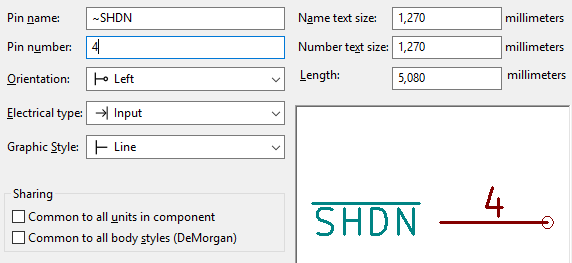 Pin name: ~SHDN Name text size: 1,270 millimeters
Pin number: 4 Number text size: 1,270 millimeters
Orientation: Left Length: 5,080 millimeters
Electrical type: Input
Graphic Style: Line
Sharing
Common to all units in component
Common to all body styles (DeMorgan)
SHDN 4